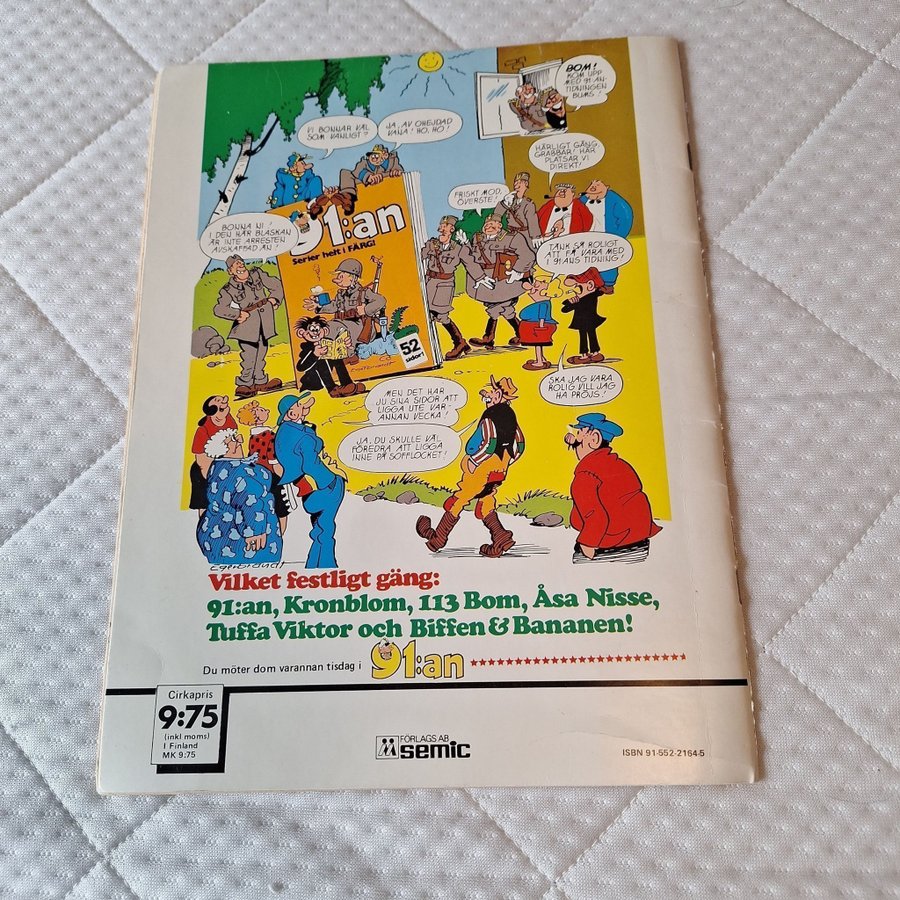 BOM!
KOM UPP
MED 91:AN-
TIDNINGEN
BUMS!
VI BONNAR VÄL
SOM VANLIGT?
JA, AV OHEJDAD
VANA! HO, HO!
HÄRLIGT GÄNG,
GRABBAR! HÄR
PLATSAR VI
DIREKT!
FRISKT MOD,
ÖVERSTE!
BONNA NI!
I DEN HÄR BLASKAN
ÄR INTE ARRESTEN
AVSKAFFAD ÄN?
TÄNK SÅ ROLIGT
ATT FÅ VARA MED
I 91:ANS TIDNING!
91:an
Serier helt i FÄRG!
52
sidor!
SKA JAG VARA
ROLIG VILL JAG
HA PRÖJS!
MEN DET HAR
JU SINA SIDOR ATT
LIGGA UTE VAR-
ANNAN VECKA!
JA, DU SKULLE VÄL
FÖREDRA ATT LIGGA
INNE PÅ SOFFLOCKET!
Egerbrandt
Vilket festligt gäng:
91:an, Kronblom, 113 Bom, Åsa Nisse,
Tuffa Viktor och Biffen & Bananen!
Du möter dom varannan tisdag i 91:an
Cirkapris
9:75
(inkl moms)
I Finland
MK 9:75
FÖRLAGS AB
semic
ISBN 91-552-2164-5